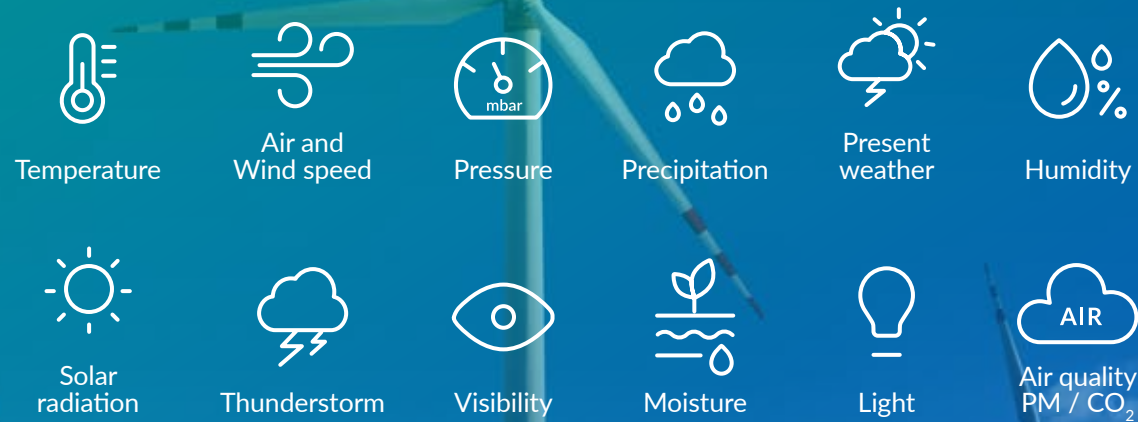 mbar
Temperature
Air and
Wind speed
Pressure
Precipitation
Present
weather
%
Humidity
Solar
radiation
Thunderstorm
Visibility
Moisture
Light
AIR
Air quality
PM / CO₂